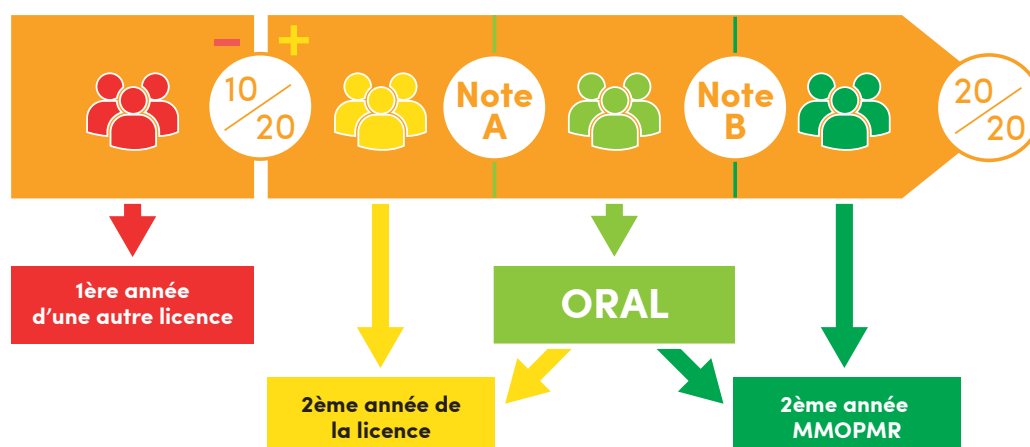 − +
10/20
Note
A
Note
B
20/20
1ère année
d'une autre licence
ORAL
2ème année de
la licence
2ème année
MMOPMR